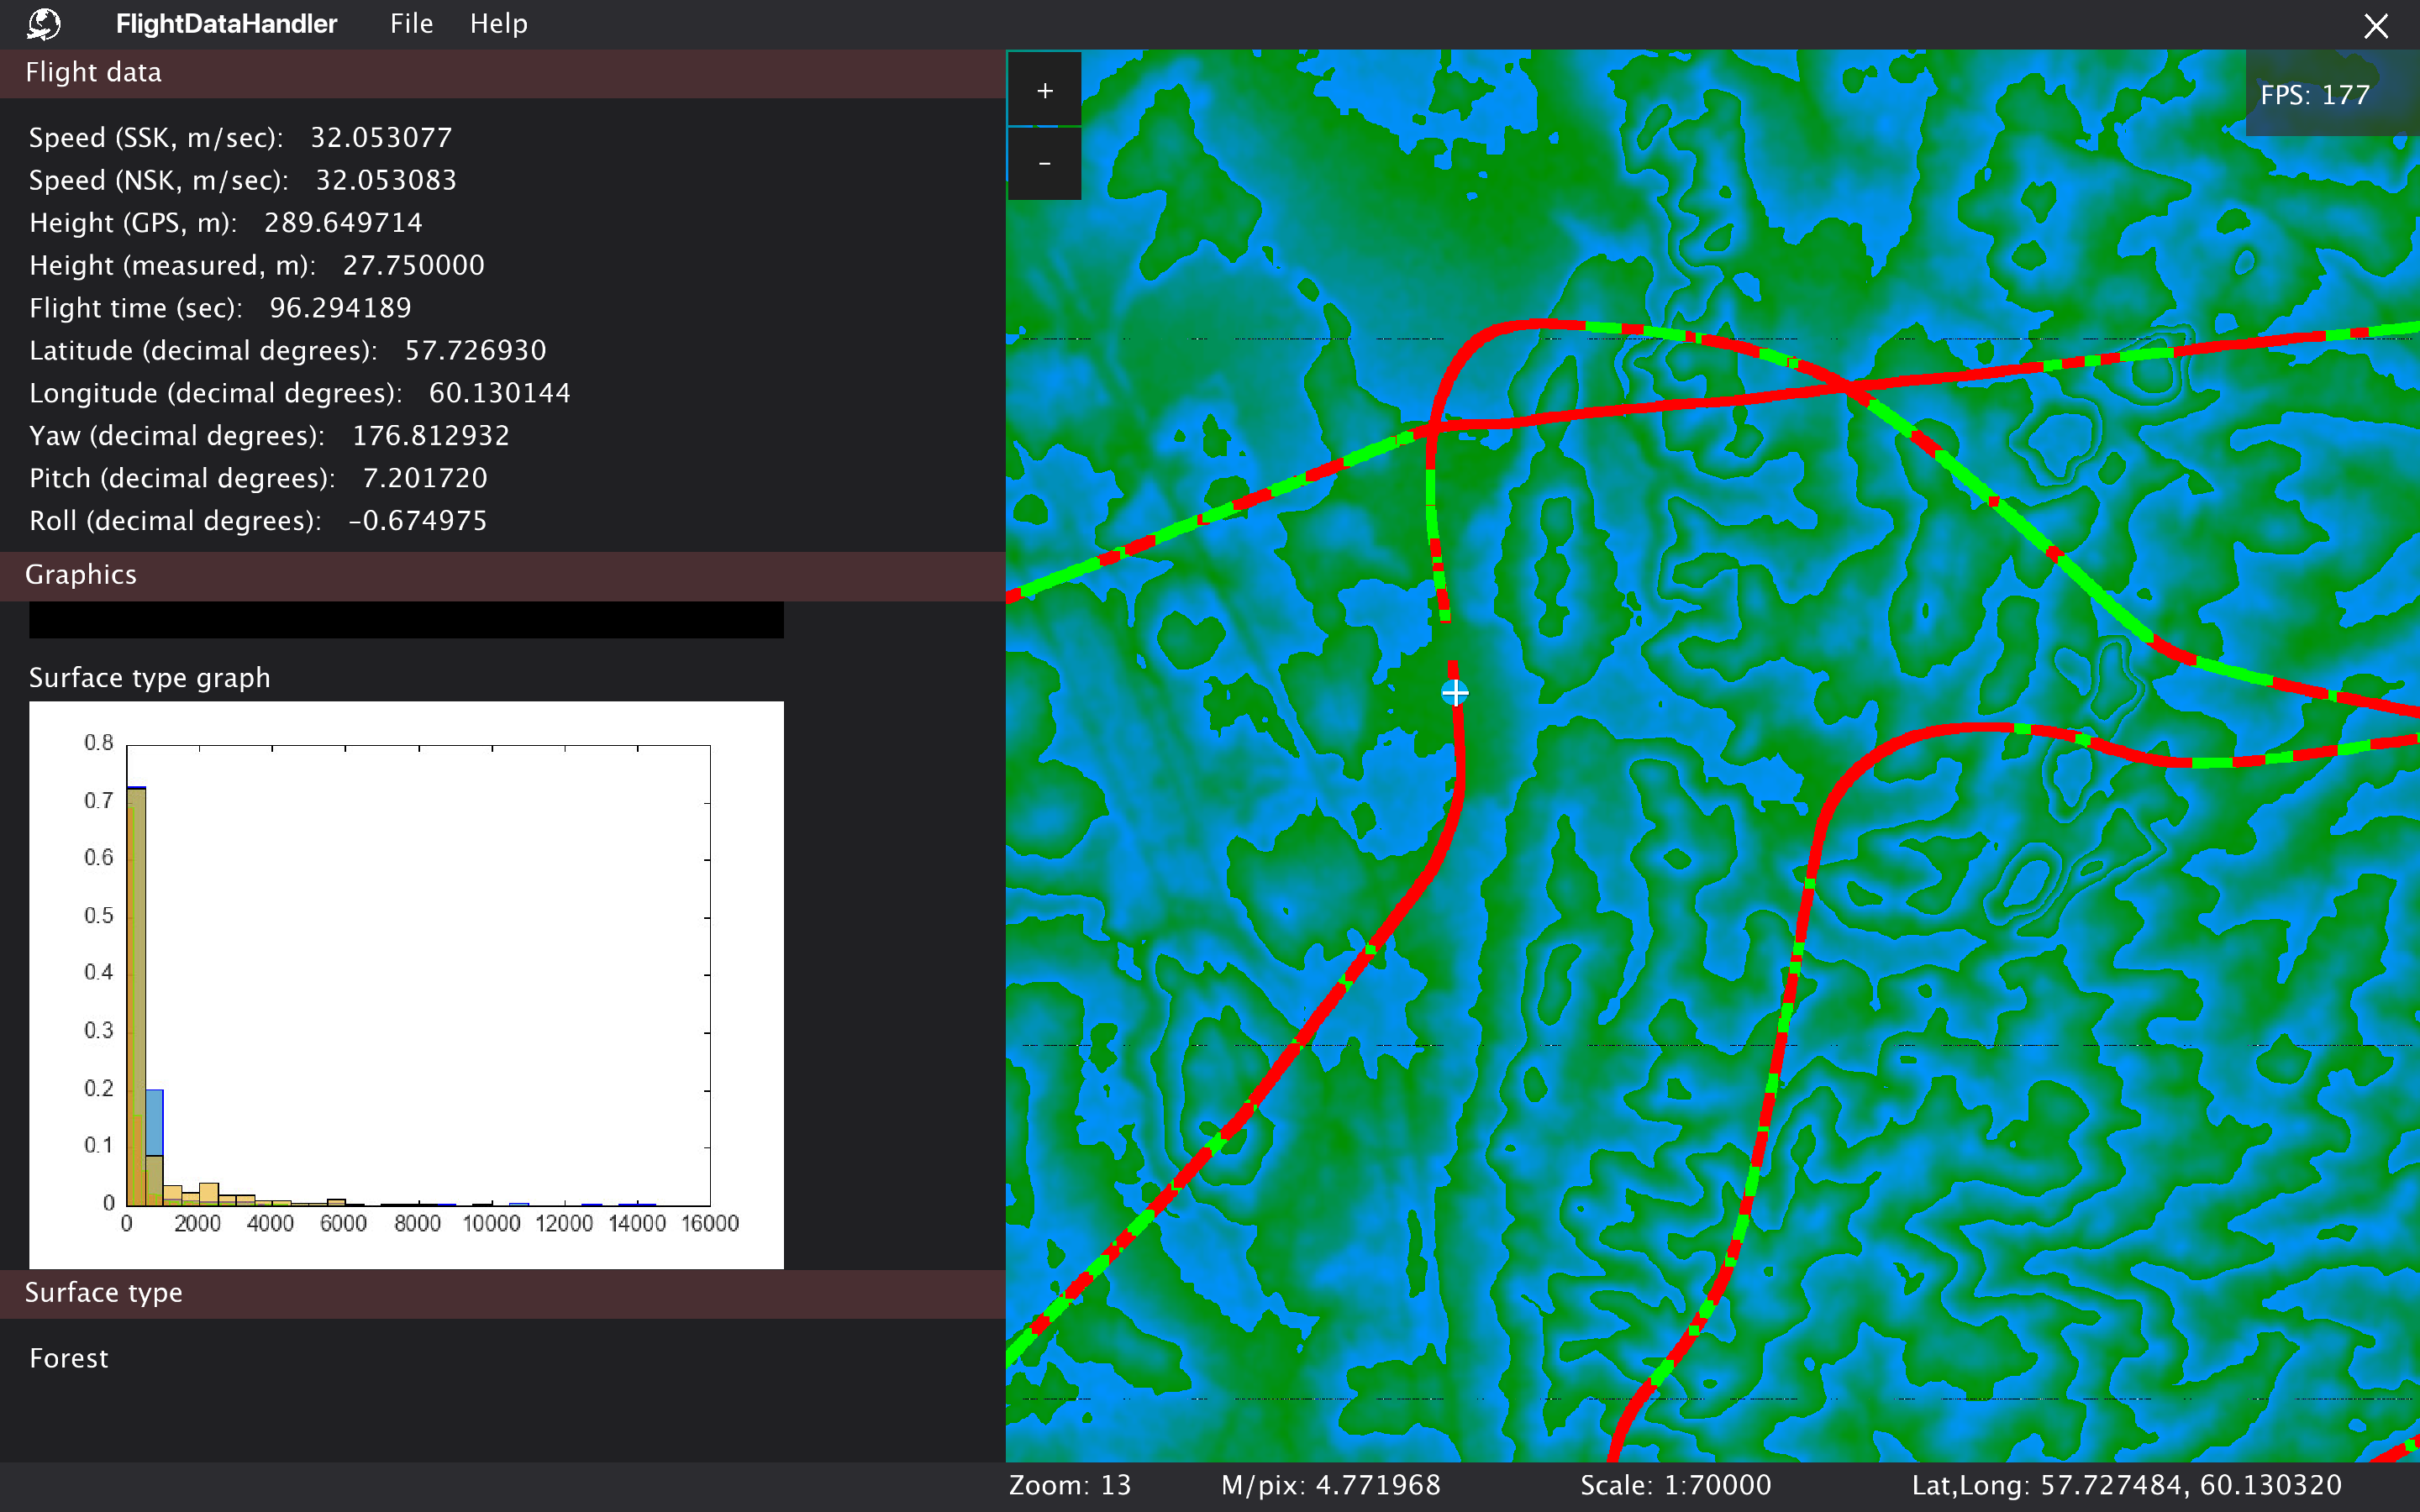 FlightDataHandler File Help
Flight data
+
FPS: 177
-
Speed (SSK, m/sec): 32.053077
Speed (NSK, m/sec): 32.053083
Height (GPS, m): 289.649714
Height (measured, m): 27.750000
Flight time (sec): 96.294189
Latitude (decimal degrees): 57.726930
Longitude (decimal degrees): 60.130144
Yaw (decimal degrees): 176.812932
Pitch (decimal degrees): 7.201720
Roll (decimal degrees): -0.674975
Graphics
Surface type graph
0.8
0.7
0.6
0.5
0.4
0.3
0.2
0.1
0
0 2000 4000 6000 8000 10000 12000 14000 16000
Surface type
Forest
Zoom: 13 M/pix: 4.771968 Scale: 1:70000 Lat,Long: 57.727484, 60.130320